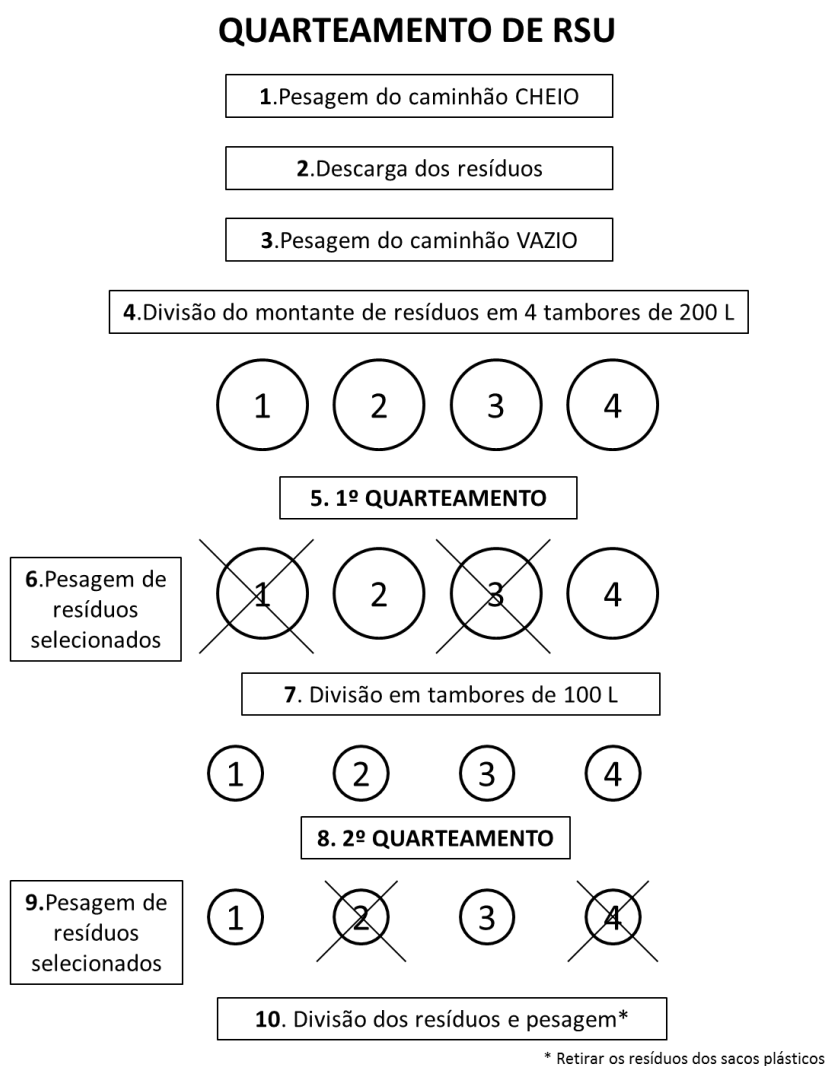 QUARTEAMENTO DE RSU
1.Pesagem do caminhão CHEIO
2.Descarga dos resíduos
3.Pesagem do caminhão VAZIO
4.Divisão do montante de resíduos em 4 tambores de 200 L
1 2 3 4
5. 1º QUARTEAMENTO
6.Pesagem de
resíduos
selecionados
1 2 3 4
7. Divisão em tambores de 100 L
1 2 3 4
8. 2º QUARTEAMENTO
9.Pesagem de
resíduos
selecionados
1 2 3 4
10. Divisão dos resíduos e pesagem*
* Retirar os resíduos dos sacos plásticos